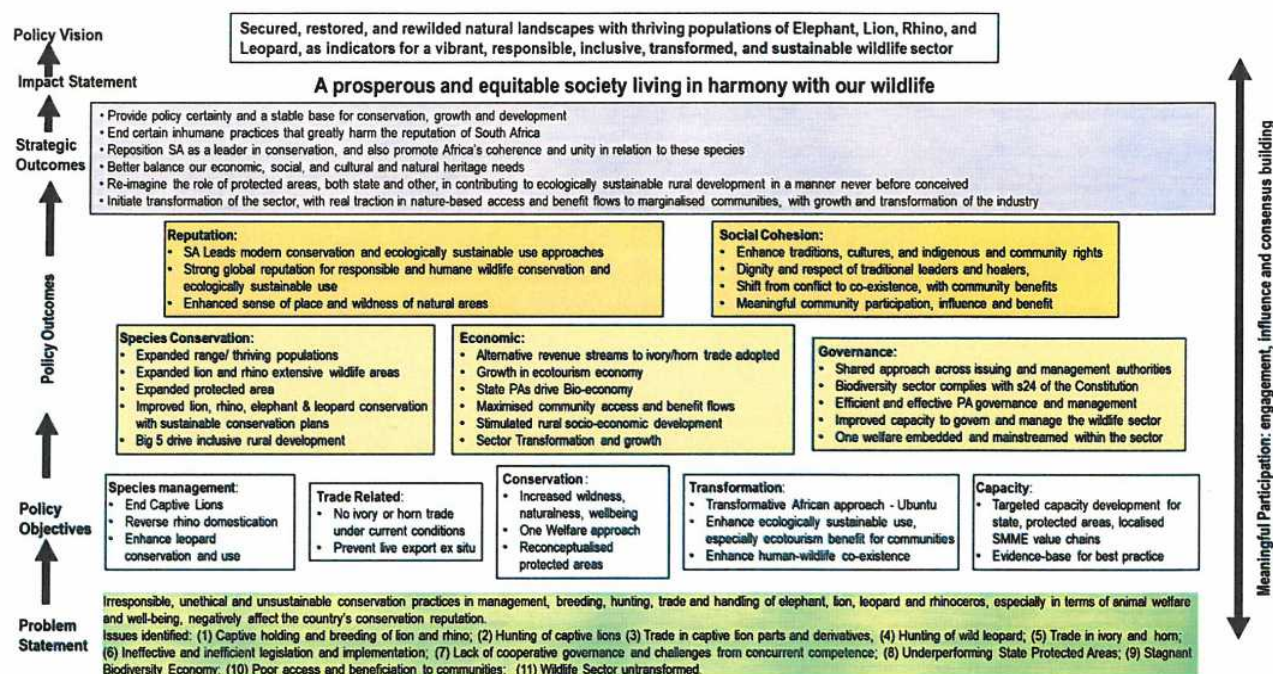 Policy Vision
Secured, restored, and rewilded natural landscapes with thriving populations of Elephant, Lion, Rhino, and
Leopard, as indicators for a vibrant, responsible, inclusive, transformed, and sustainable wildlife sector
Impact Statement
A prosperous and equitable society living in harmony with our wildlife
Strategic
Outcomes
• Provide policy certainty and a stable base for conservation, growth and development
• End certain inhumane practices that greatly harm the reputation of South Africa
• Reposition SA as a leader in conservation, and also promote Africa's coherence and unity in relation to these species
• Better balance our economic, social, and cultural and natural heritage needs
• Re-imagine the role of protected areas, both state and other, in contributing to ecologically sustainable rural development in a manner never before conceived
• Initiate transformation of the sector, with real traction in nature-based access and benefit flows to marginalised communities, with growth and transformation of the industry
Policy Outcomes
Reputation:
• SA Leads modern conservation and ecologically sustainable use approaches
• Strong global reputation for responsible and humane wildlife conservation and
ecologically sustainable use
• Enhanced sense of place and wildness of natural areas
Social Cohesion:
• Enhance traditions, cultures, and indigenous and community rights
• Dignity and respect of traditional leaders and healers,
• Shift from conflict to co-existence, with community benefits
• Meaningful community participation, influence and benefit
Species Conservation:
• Expanded range/ thriving populations
• Expanded lion and rhino extensive wildlife areas
• Expanded protected area
• Improved lion, rhino, elephant & leopard conservation
with sustainable conservation plans
• Big 5 drive inclusive rural development
Economic:
• Alternative revenue streams to ivory/horn trade adopted
• Growth in ecotourism economy
• State PAs drive Bio-economy
• Maximised community access and benefit flows
• Stimulated rural socio-economic development
• Sector Transformation and growth
Governance:
• Shared approach across issuing and management authorities
• Biodiversity sector complies with s24 of the Constitution
• Efficient and effective PA governance and management
• Improved capacity to govern and manage the wildlife sector
• One welfare embedded and mainstreamed within the sector
Policy
Objectives
Species management:
• End Captive Lions
• Reverse rhino domestication
• Enhance leopard
conservation and use
Trade Related:
• No ivory or horn trade
under current conditions
• Prevent live export ex situ
Conservation:
• Increased wildness,
naturalness, wellbeing
• One Welfare approach
• Reconceptualised
protected areas
Transformation:
• Transformative African approach - Ubuntu
• Enhance ecologically sustainable use,
especially ecotourism benefit for communities
• Enhance human-wildlife co-existence
Capacity:
• Targeted capacity development for
state, protected areas, localised
SMME value chains
• Evidence-base for best practice
Problem
Statement
Irresponsible, unethical and unsustainable conservation practices in management, breeding, hunting, trade and handling of elephant, lion, leopard and rhinoceros, especially in terms of animal welfare
and well-being, negatively affect the country's conservation reputation.
Issues identified: (1) Captive holding and breeding of lion and rhino; (2) Hunting of captive lions (3) Trade in captive lion parts and derivatives, (4) Hunting of wild leopard; (5) Trade in ivory and horn;
(6) Ineffective and inefficient legislation and implementation; (7) Lack of cooperative governance and challenges from concurrent competence; (8) Underperforming State Protected Areas; (9) Stagnant
Biodiversity Economy; (10) Poor access and beneficiation to communities; (11) Wildlife Sector untransformed.
Meaningful Participation: engagement, influence and consensus building